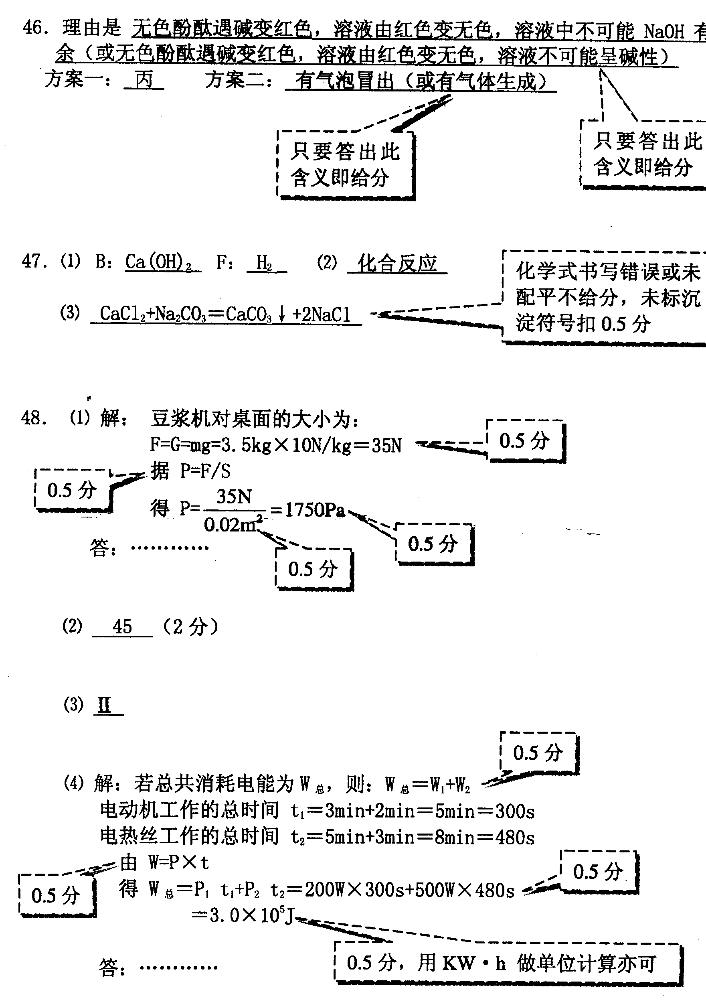 46. 理由是 无色酚酞遇碱变红色，溶液由红色变无色，溶液中不可能 NaOH 有
余（或无色酚酞遇碱变红色，溶液由红色变无色，溶液不可能呈碱性）
方案一： 丙 方案二： 有气泡冒出（或有气体生成）
只要答出此
含义即给分
只要答出此
含义即给分
47. (1) B: Ca(OH)₂ F: H₂ (2) 化合反应
(3) CaCl₂+Na₂CO₃＝CaCO₃↓+2NaCl
化学式书写错误或未
配平不给分，未标沉
淀符号扣 0.5 分
48. (1) 解： 豆浆机对桌面的大小为：
F=G=mg=3.5kg×10N/kg＝35N
0.5 分
据 P=F/S
0.5 分
得 P=35N/0.02m²=1750Pa
0.5 分
0.5 分
答：…………
(2) 45 （2 分）
(3) Ⅱ
0.5 分
(4) 解：若总共消耗电能为 W总，则：W总＝W₁+W₂
电动机工作的总时间 t₁＝3min+2min＝5min＝300s
电热丝工作的总时间 t₂＝5min+3min＝8min＝480s
由 W=P×t
0.5 分
0.5 分
得 W总＝P₁ t₁+P₂ t₂＝200W×300s+500W×480s
＝3.0×10⁵J
0.5 分，用 KW·h 做单位计算亦可
答：…………